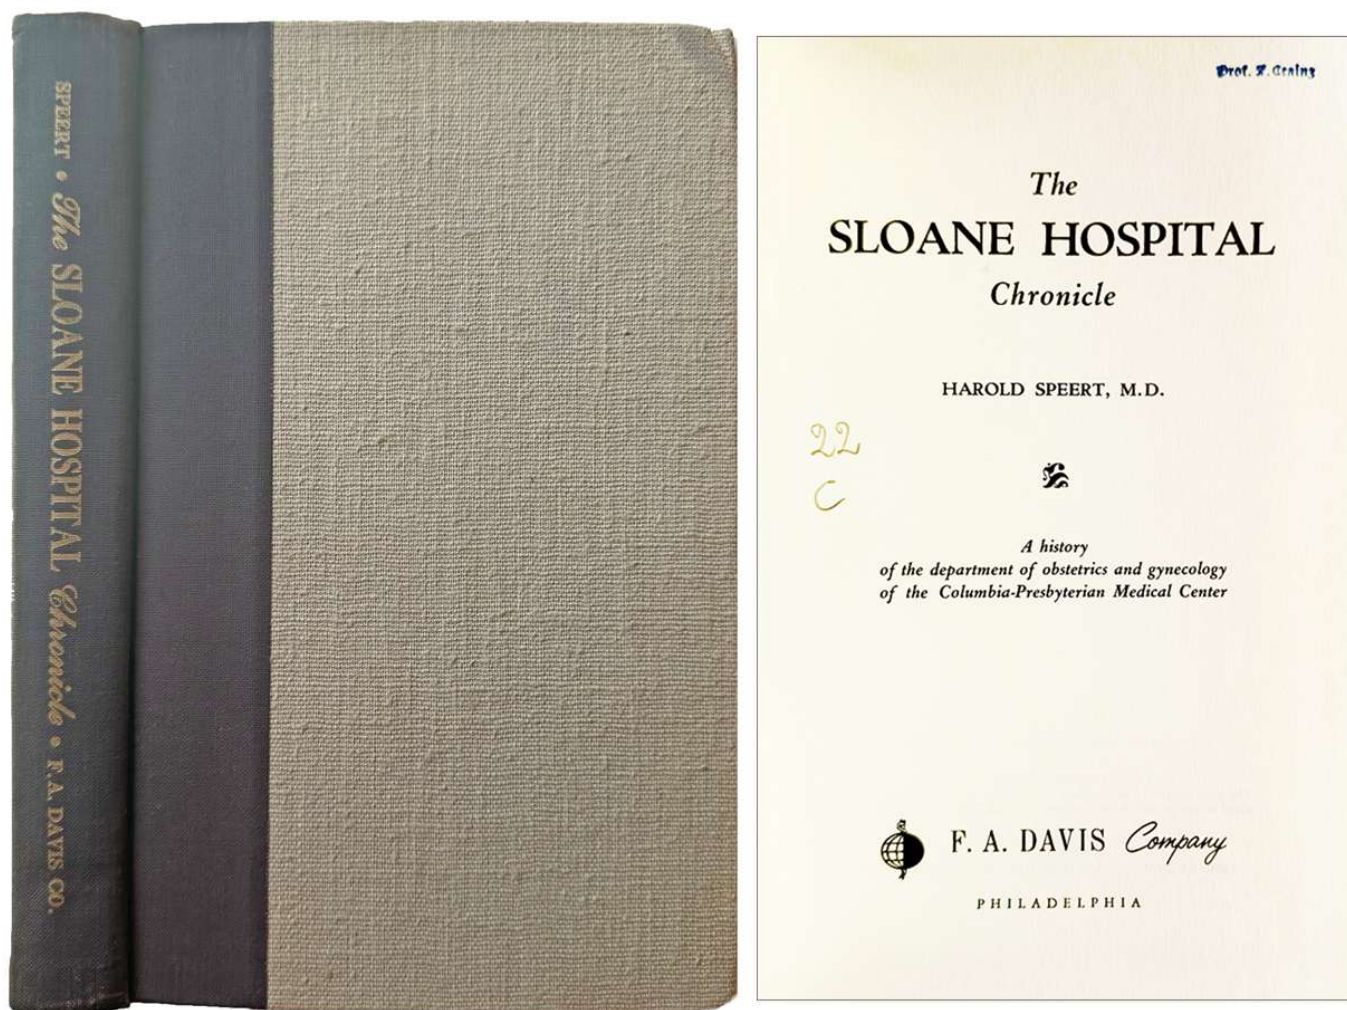 SPEERT • The SLOANE HOSPITAL Chronicle • F. A. DAVIS CO.
Prof. F.
The
SLOANE HOSPITAL
Chronicle
HAROLD SPEERT, M.D.
22
C
A history
of the department of obstetrics and gynecology
of the Columbia-Presbyterian Medical Center
F. A. DAVIS Company
PHILADELPHIA